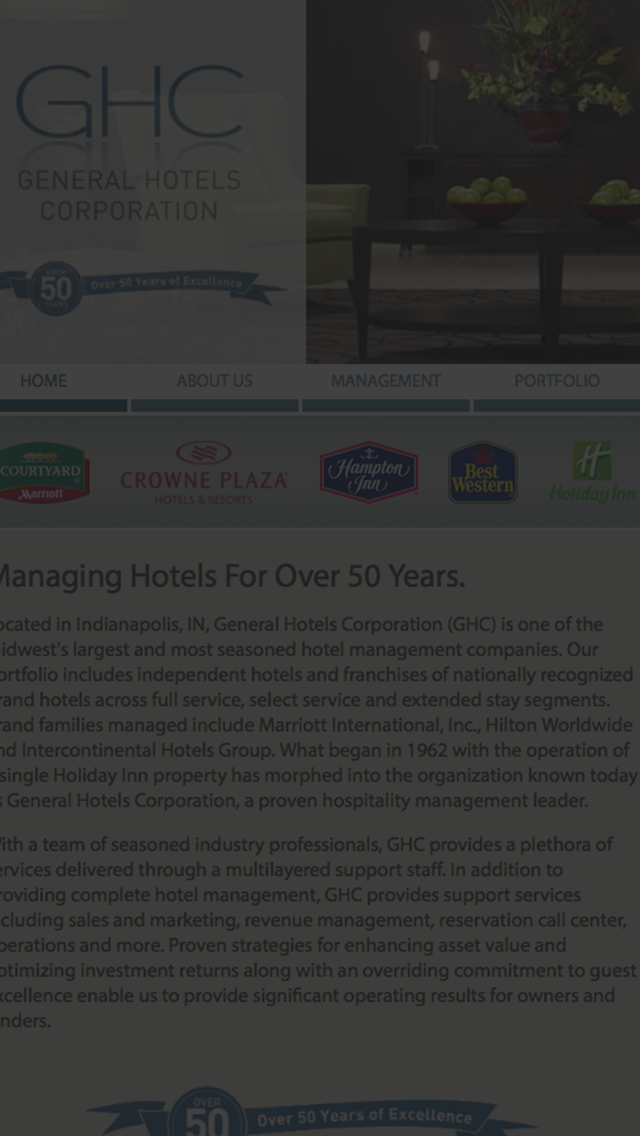 GHC
GENERAL HOTELS
CORPORATION
OVER
50
YEARS
Over 50 Years of Excellence
HOME
ABOUT US
MANAGEMENT
PORTFOLIO
COURTYARD
Marriott
CROWNE PLAZA
HOTELS & RESORTS
Hampton
Inn
Best
Western
H
Holiday Inn
Managing Hotels For Over 50 Years.
ocated in Indianapolis, IN, General Hotels Corporation (GHC) is one of the
idwest's largest and most seasoned hotel management companies. Our
ortfolio includes independent hotels and franchises of nationally recognized
rand hotels across full service, select service and extended stay segments.
rand families managed include Marriott International, Inc., Hilton Worldwide
nd Intercontinental Hotels Group. What began in 1962 with the operation of
single Holiday Inn property has morphed into the organization known today
s General Hotels Corporation, a proven hospitality management leader.
ith a team of seasoned industry professionals, GHC provides a plethora of
ervices delivered through a multilayered support staff. In addition to
roviding complete hotel management, GHC provides support services
cluding sales and marketing, revenue management, reservation call center,
perations and more. Proven strategies for enhancing asset value and
ptimizing investment returns along with an overriding commitment to guest
xcellence enable us to provide significant operating results for owners and
nders.
OVER
50
Over 50 Years of Excellence